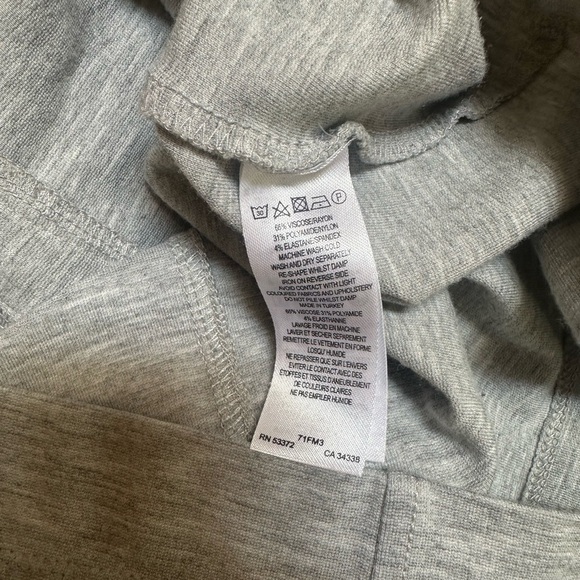 30 P
65% VISCOSE/RAYON
31% POLYAMIDE/NYLON
4% ELASTANE/SPANDEX
MACHINE WASH COLD
WASH AND DRY SEPARATELY
RE-SHAPE WHILST DAMP
IRON ON REVERSE SIDE
AVOID CONTACT WITH LIGHT
COLOURED FABRICS AND UPHOLSTERY
DO NOT PILE WHILST DAMP
MADE IN TURKEY
65% VISCOSE 31% POLYAMIDE
4% ELASTHANNE
LAVAGE FROID EN MACHINE
LAVER ET SECHER SEPAREMENT
REMETTRE LE VETEMENT EN FORME
LOSQU' HUMIDE
NE REPASSER QUE SUR L'ENVERS
EVITER LE CONTACT AVEC DES
ETOFFES ET TISSUS D'AMEUBLEMENT
DE COULEURS CLAIRES
NE PAS EMPILER HUMIDE
RN 53372 71FM3 CA 34338